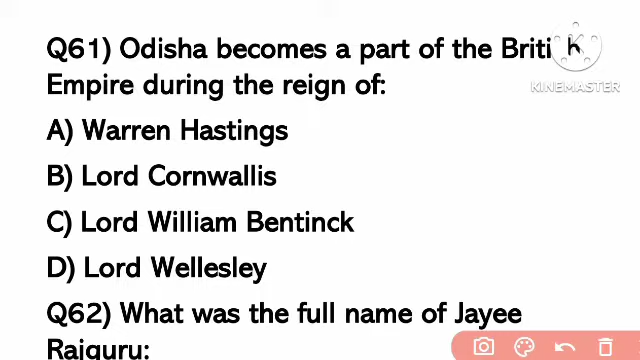 Q61) Odisha becomes a part of the British
Empire during the reign of:
KINEMASTER
A) Warren Hastings
B) Lord Cornwallis
C) Lord William Bentinck
D) Lord Wellesley
Q62) What was the full name of Jayee
Rajguru: